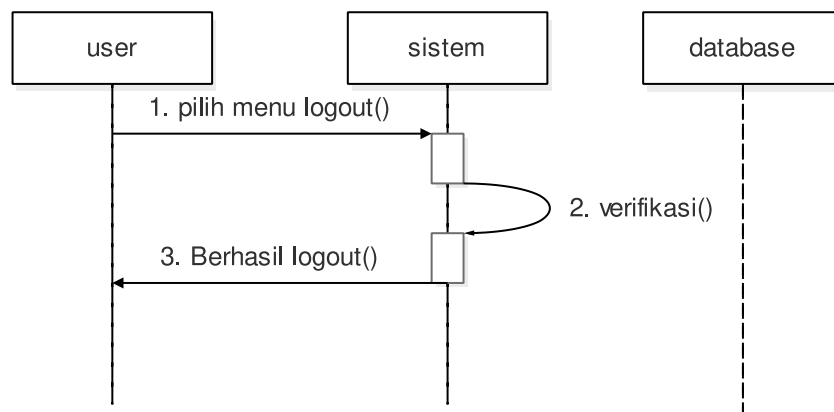 user
sistem
database
1. pilih menu logout()
2. verifikasi()
3. Berhasil logout()